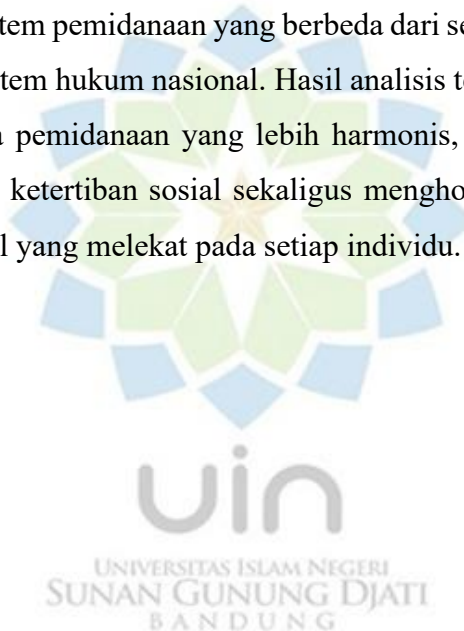 tem pemidanaan yang berbeda dari se
tem hukum nasional. Hasil analisis te
pemidanaan yang lebih harmonis,
ketertiban sosial sekaligus mengho
l yang melekat pada setiap individu.
uin
UNIVERSITAS ISLAM NEGERI
SUNAN GUNUNG DJATI
BANDUNG